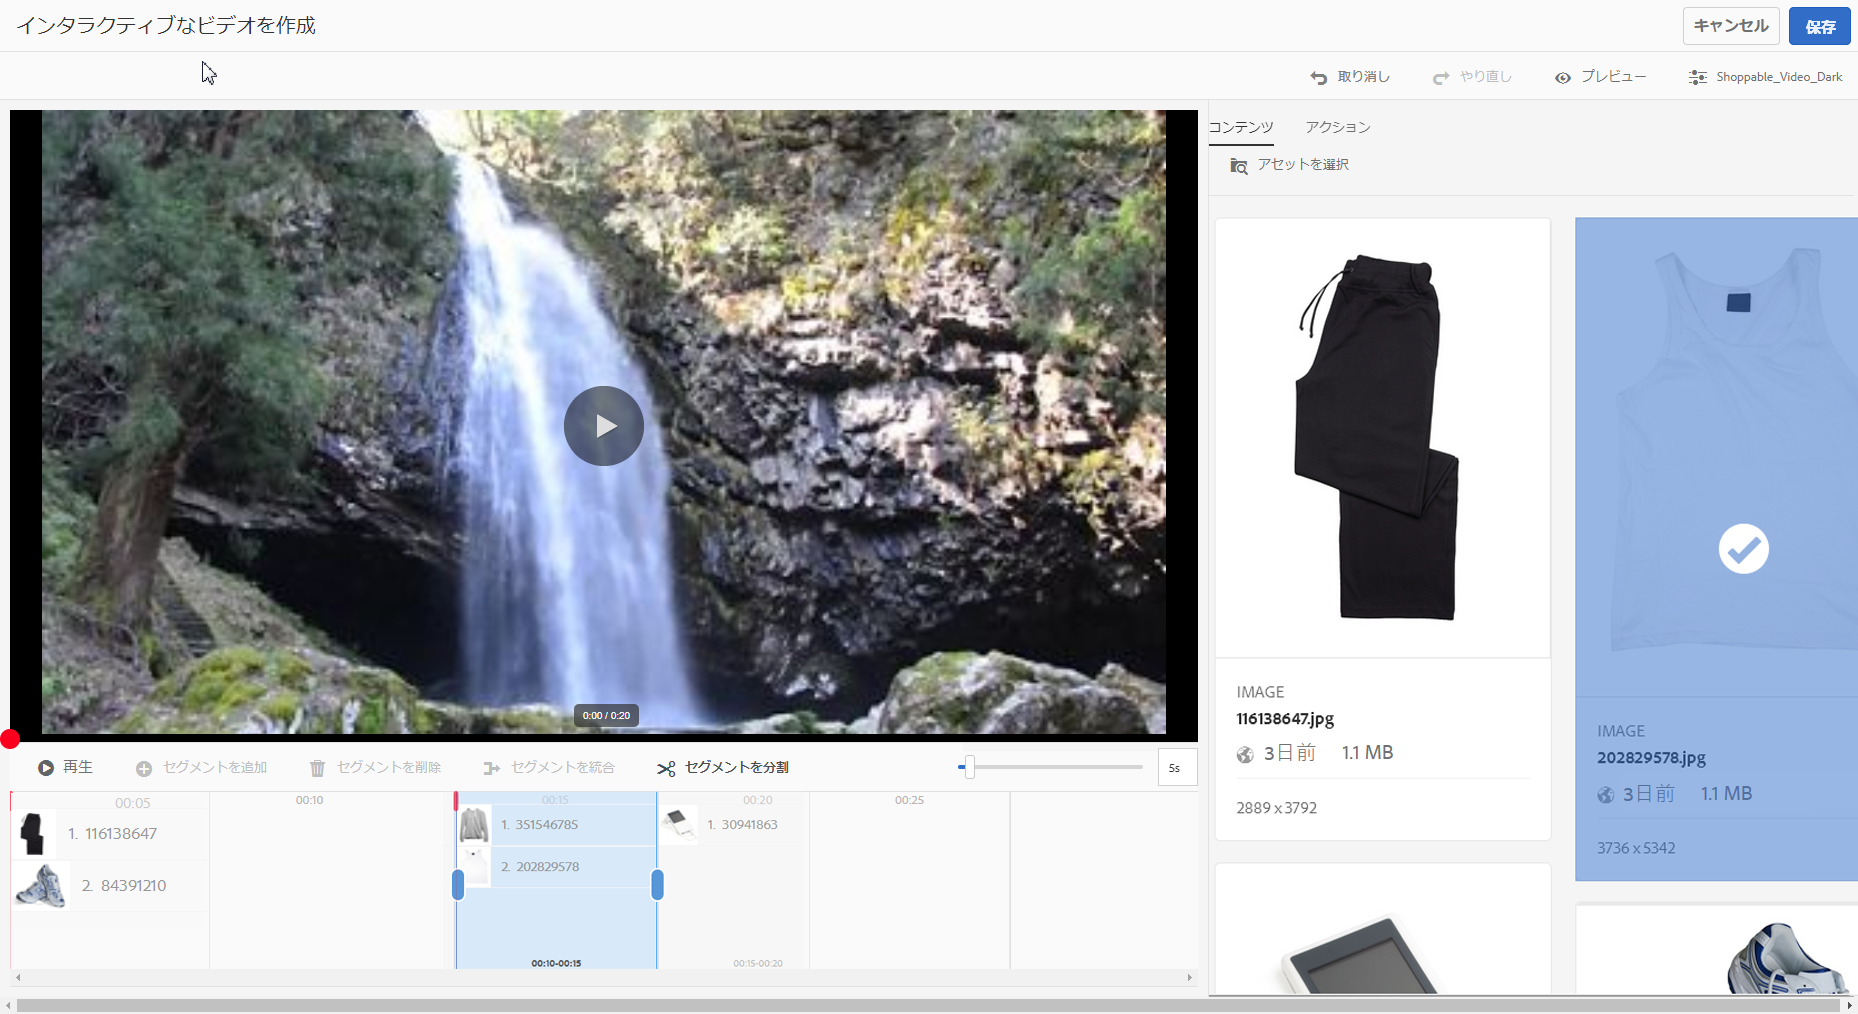 インタラクティブなビデオを作成
キャンセル
保存
取り消し
やり直し
プレビュー
Shoppable_Video_Dark
コンテンツ
アクション
アセットを選択
0:00 / 0:20
IMAGE
116138647.jpg
3日前 1.1 MB
2889 x 3792
IMAGE
202829578.jpg
3日前 1.1 MB
3736 x 5342
再生
セグメントを追加
セグメントを削除
セグメントを統合
セグメントを分割
5s
00:05
00:10
00:15
00:20
00:25
1. 116138647
2. 84391210
1. 351546785
2. 202829578
1. 30941863
00:10-00:15
00:15-00:20